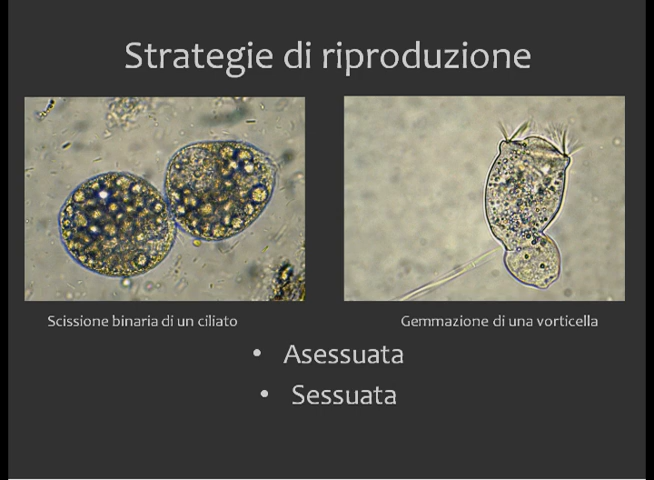 Strategie di riproduzione
Scissione binaria di un ciliato
Gemmazione di una vorticella
• Asessuata
• Sessuata